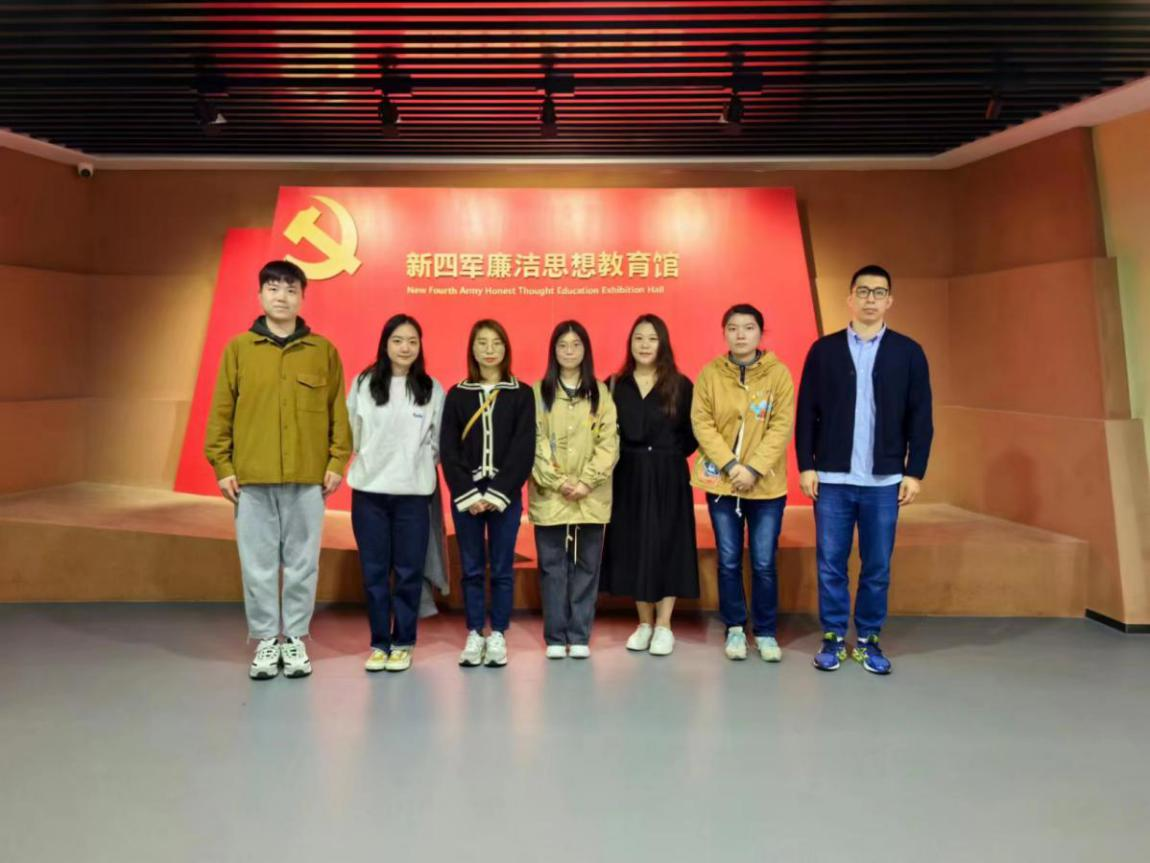 新四军廉洁思想教育馆
New Fourth Army Honest Thought Education Exhibition Hall